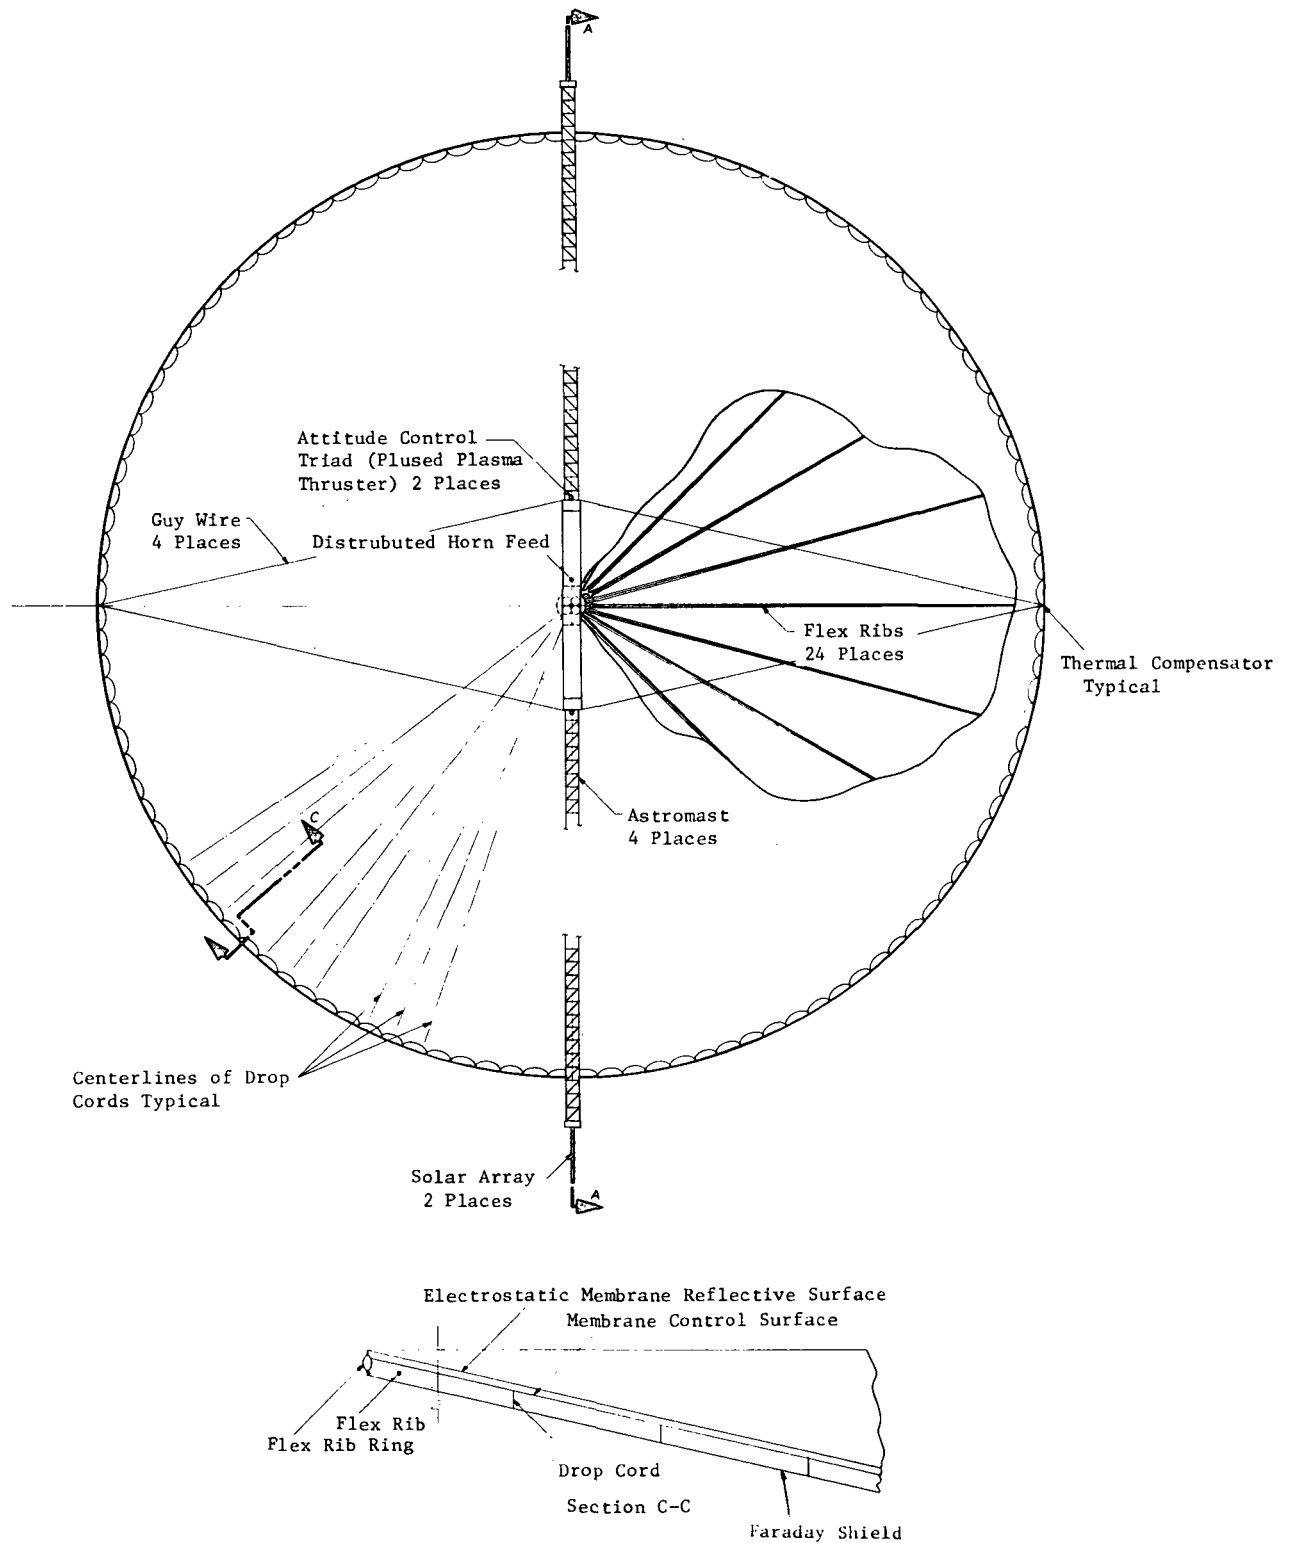 A
Attitude Control
Triad (Plused Plasma
Thruster) 2 Places
Guy Wire
4 Places
Distrubuted Horn Feed
Flex Ribs
24 Places
Thermal Compensator
Typical
Astromast
4 Places
C
Centerlines of Drop
Cords Typical
Solar Array
2 Places
A
Electrostatic Membrane Reflective Surface
Membrane Control Surface
Flex Rib
Flex Rib Ring
Drop Cord
Section C-C
Faraday Shield